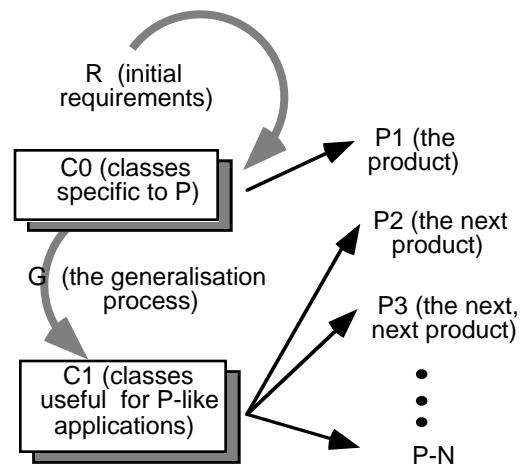 R (initial
requirements)
C0 (classes
specific to P)
P1 (the
product)
P2 (the next
product)
G (the generalisation
process)
P3 (the next,
next product)
C1 (classes
useful for P-like
applications)
P-N